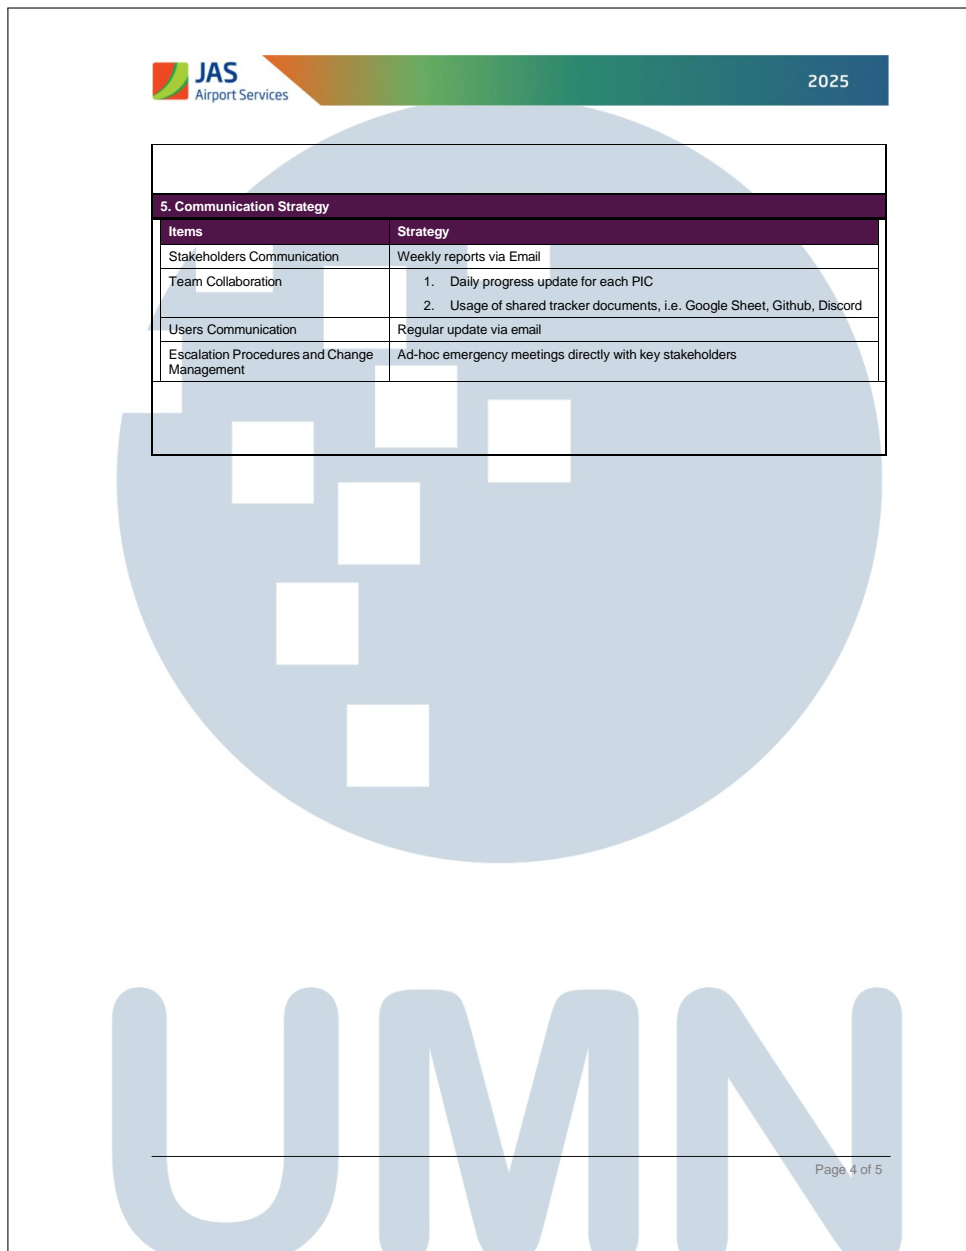 JAS
Airport Services
2025
5. Communication Strategy
Items Strategy
Stakeholders Communication Weekly reports via Email
Team Collaboration 1. Daily progress update for each PIC
2. Usage of shared tracker documents, i.e. Google Sheet, Github, Discord
Users Communication Regular update via email
Escalation Procedures and Change Ad-hoc emergency meetings directly with key stakeholders
Management
Page 4 of 5
UMN